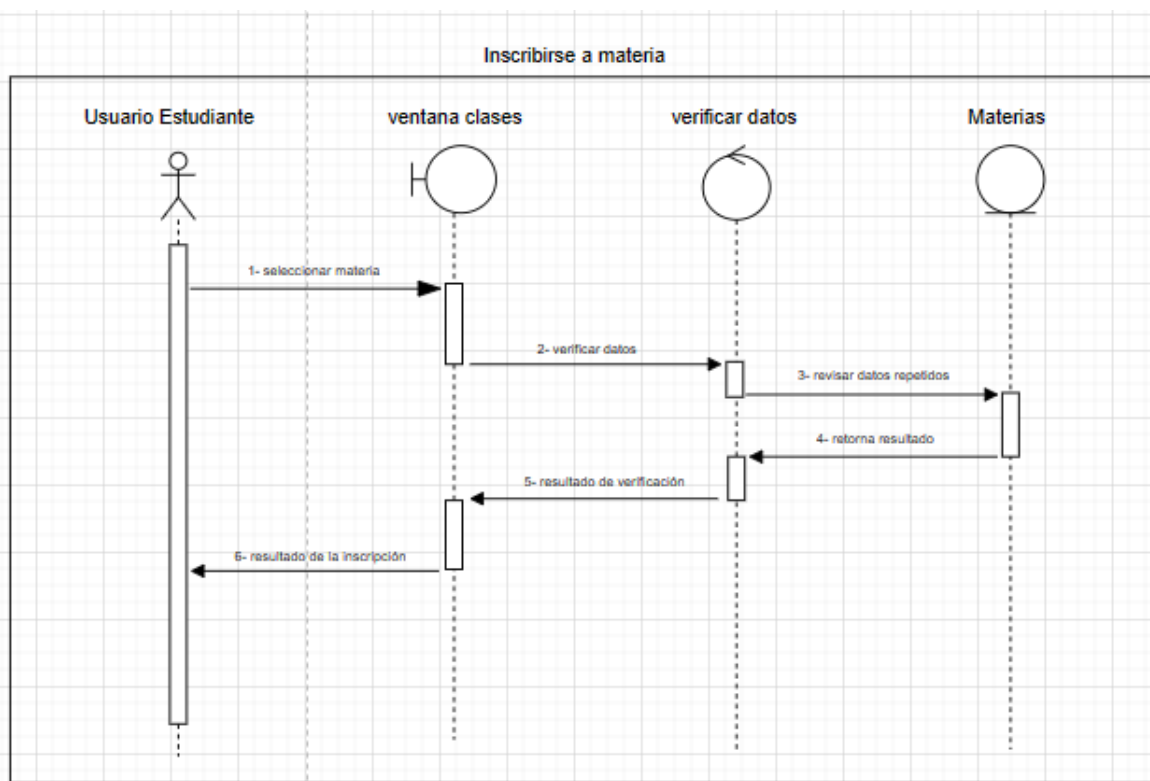 Inscribirse a materia
Usuario Estudiante
ventana clases
verificar datos
Materias
1- seleccionar materia
2- verificar datos
3- revisar datos repetidos
4- retorna resultado
5- resultado de verificación
6- resultado de la inscripción